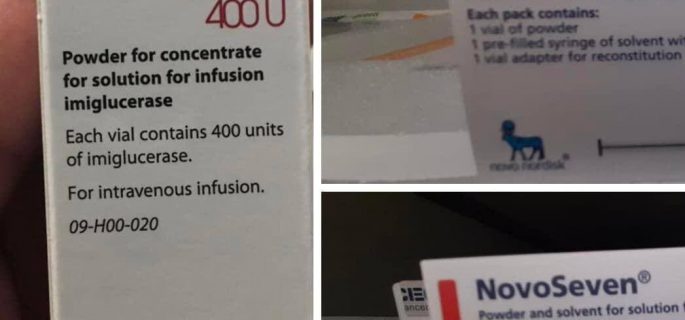 400U
Powder for concentrate
for solution for infusion
imiglucerase
Each vial contains 400 units
of imiglucerase.
For intravenous infusion.
09-H00-020
Each pack contains:
1 vial of powder
1 pre-filled syringe of solvent
1 vial adapter for reconstitution
novo nordisk®
NovoSeven®
Powder and solvent for solution